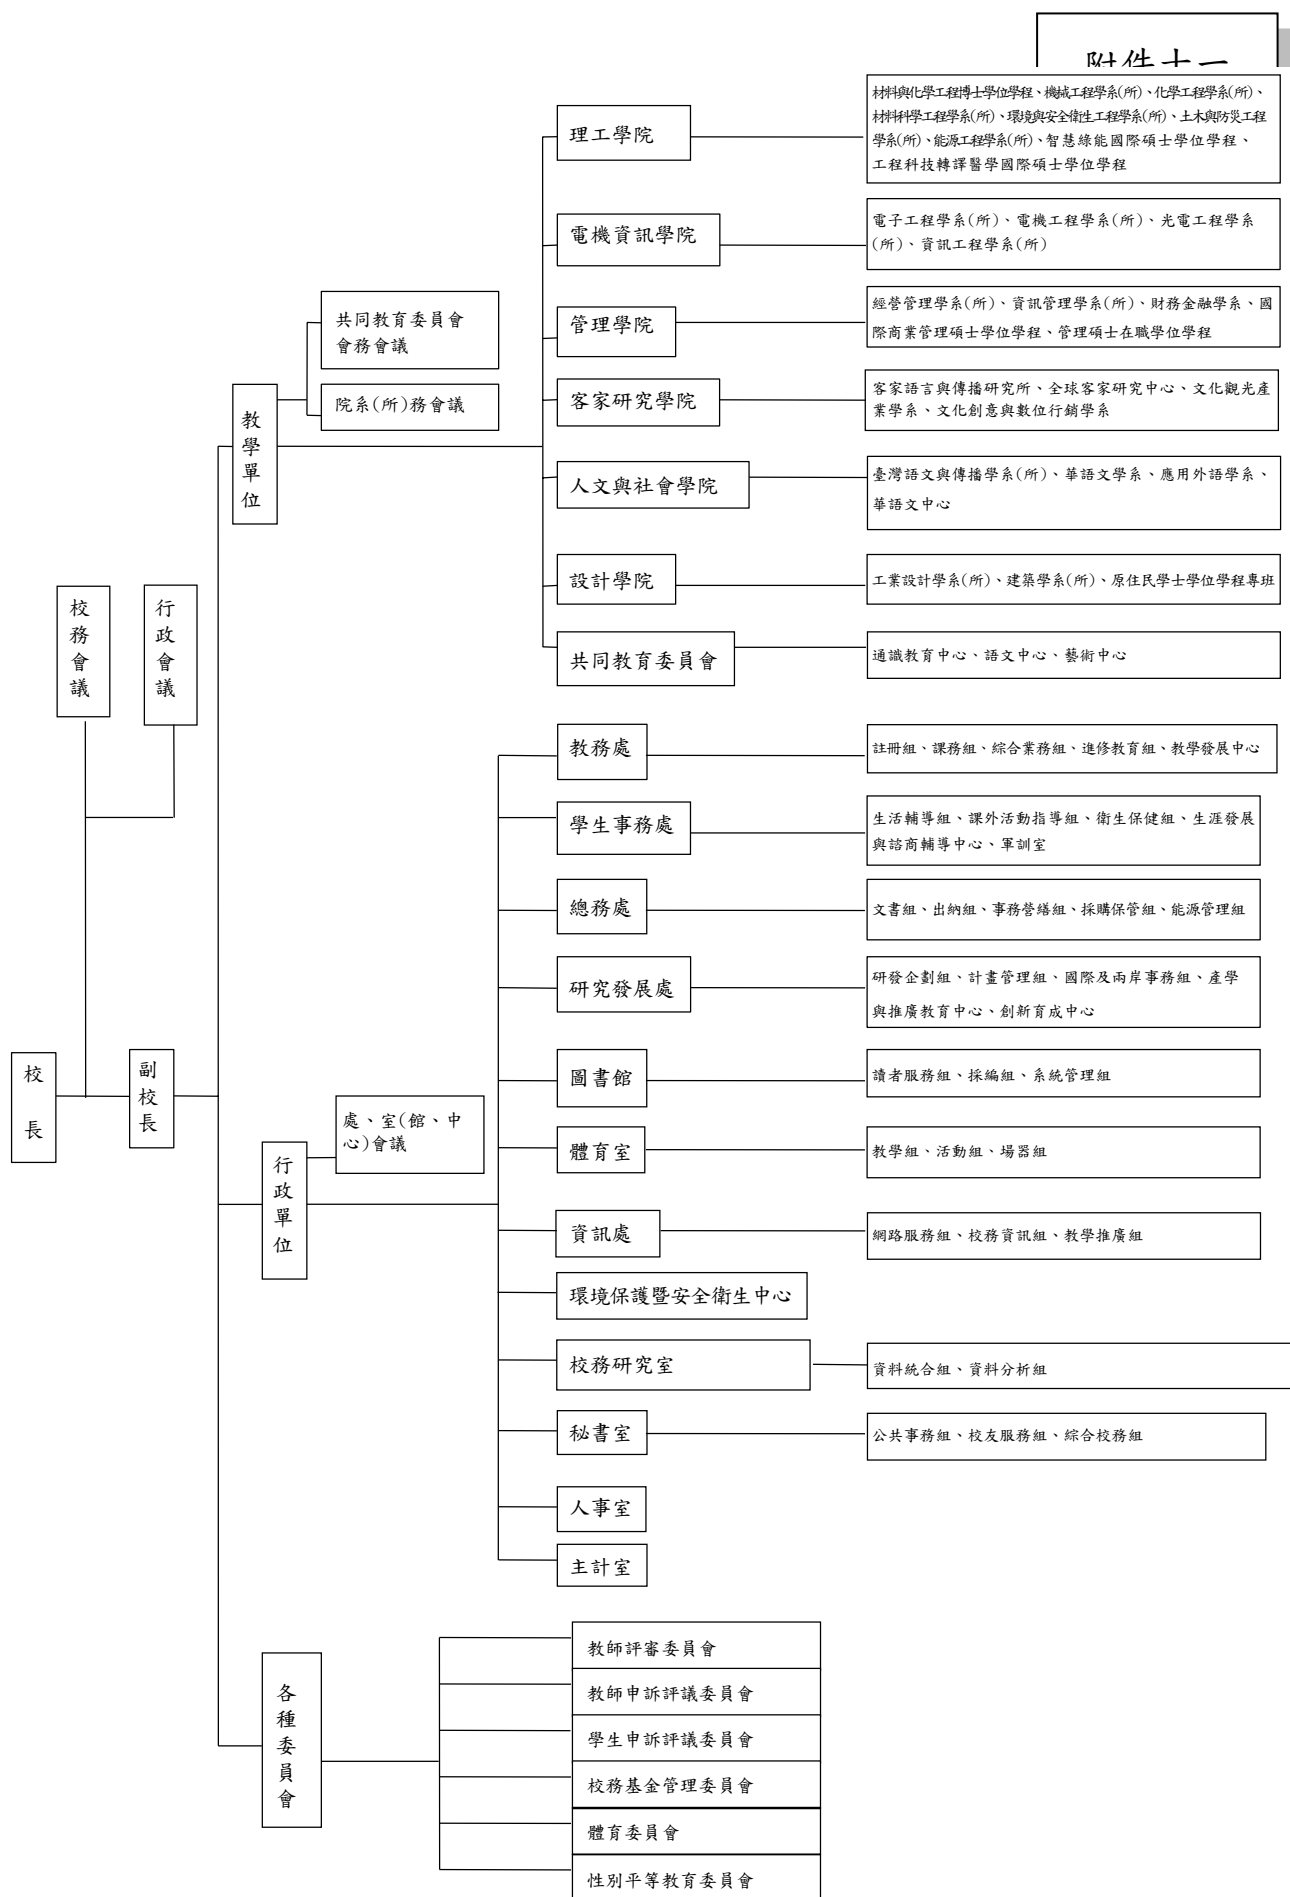 附件十一
材料與化學工程博士學位學程、機械工程學系(所)、化學工程學系(所)、
材料科學工程學系(所)、環境與安全衛生工程學系(所)、土木與防災工程
學系(所)、能源工程學系(所)、智慧綠能國際碩士學位學程、
工程科技轉譯醫學國際碩士學位學程
理工學院
電機資訊學院
電子工程學系(所)、電機工程學系(所)、光電工程學系
(所)、資訊工程學系(所)
管理學院
經營管理學系(所)、資訊管理學系(所)、財務金融學系、國
際商業管理碩士學位學程、管理碩士在職學位學程
共同教育委員會
會務會議
院系(所)務會議
教學單位
客家研究學院
客家語言與傳播研究所、全球客家研究中心、文化觀光產
業學系、文化創意與數位行銷學系
人文與社會學院
臺灣語文與傳播學系(所)、華語文學系、應用外語學系、
華語文中心
設計學院
工業設計學系(所)、建築學系(所)、原住民學士學位學程專班
共同教育委員會
通識教育中心、語文中心、藝術中心
校務會議
行政會議
教務處
註冊組、課務組、綜合業務組、進修教育組、教學發展中心
學生事務處
生活輔導組、課外活動指導組、衛生保健組、生涯發展
與諮商輔導中心、軍訓室
總務處
文書組、出納組、事務營繕組、採購保管組、能源管理組
研究發展處
研發企劃組、計畫管理組、國際及兩岸事務組、產學
與推廣教育中心、創新育成中心
校長
副校長
圖書館
讀者服務組、採編組、系統管理組
處、室(館、中
心)會議
行政單位
體育室
教學組、活動組、場器組
資訊處
網路服務組、校務資訊組、教學推廣組
環境保護暨安全衛生中心
校務研究室
資料統合組、資料分析組
秘書室
公共事務組、校友服務組、綜合校務組
人事室
主計室
各種委員會
教師評審委員會
教師申訴評議委員會
學生申訴評議委員會
校務基金管理委員會
體育委員會
性別平等教育委員會